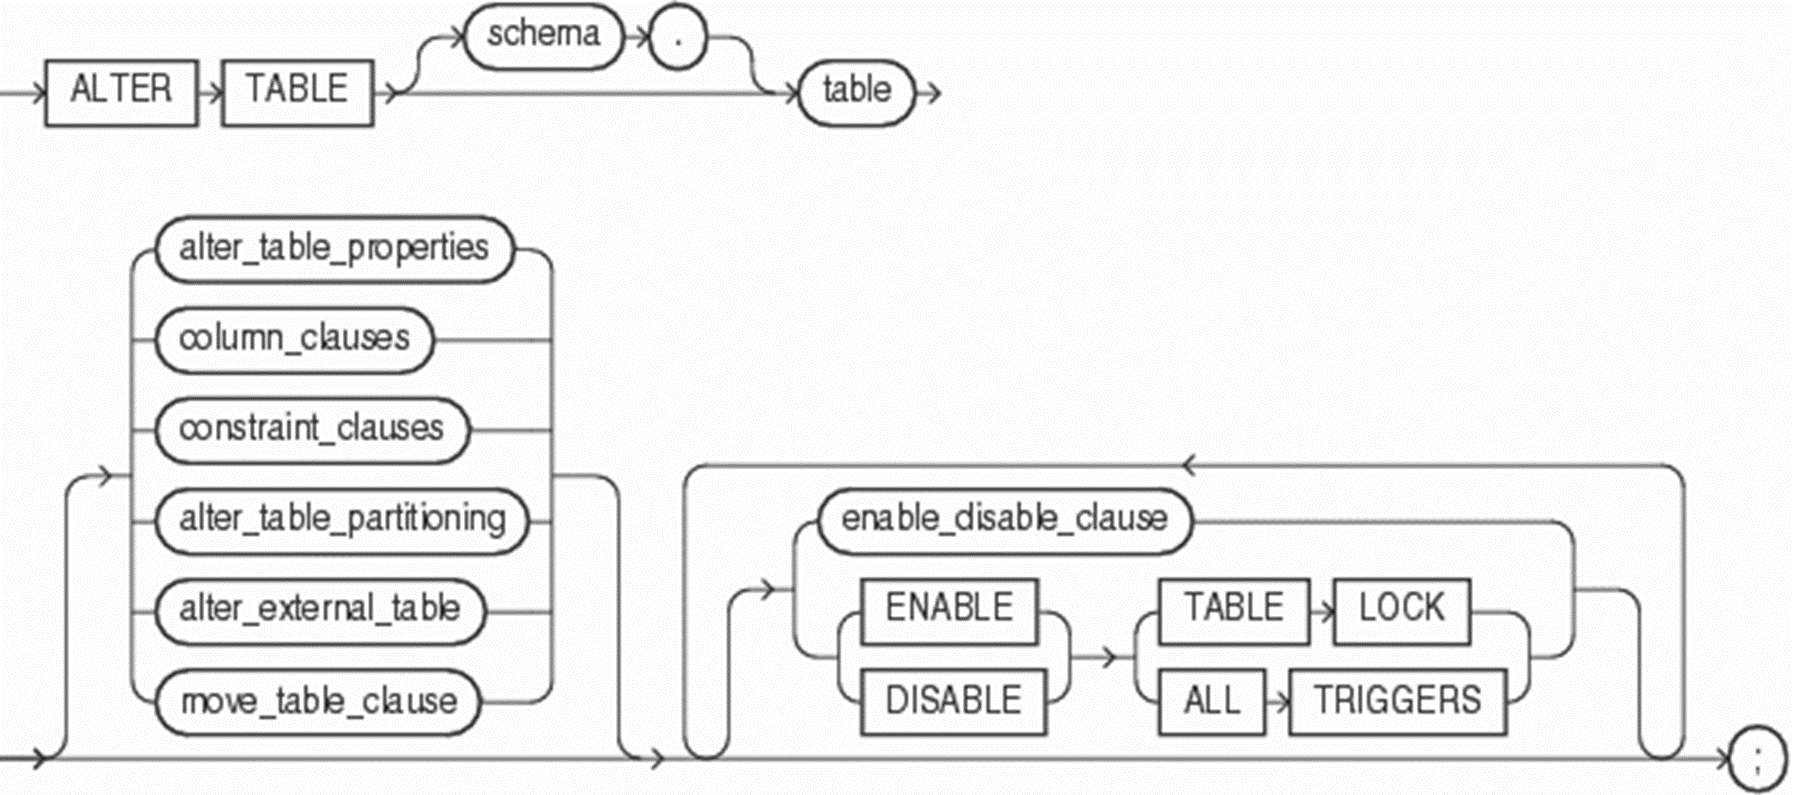 schema .
ALTER TABLE table
alter_table_properties
column_clauses
constraint_clauses
alter_table_partitioning
enable_disable_clause
alter_external_table
ENABLE TABLE LOCK
move_table_clause
DISABLE ALL TRIGGERS
;